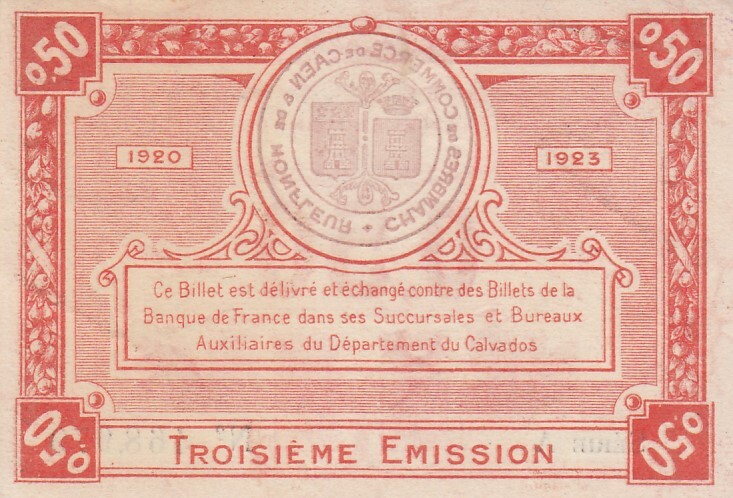 0,50 0,50
CHAMBRES DE COMMERCE DE CAEN & DE HONFLEUR
1920 1923
Ce Billet est délivré et échangé contre des Billets de la
Banque de France dans ses Succursales et Bureaux
Auxiliaires du Département du Calvados
0,50 TROISIÈME EMISSION 0,50